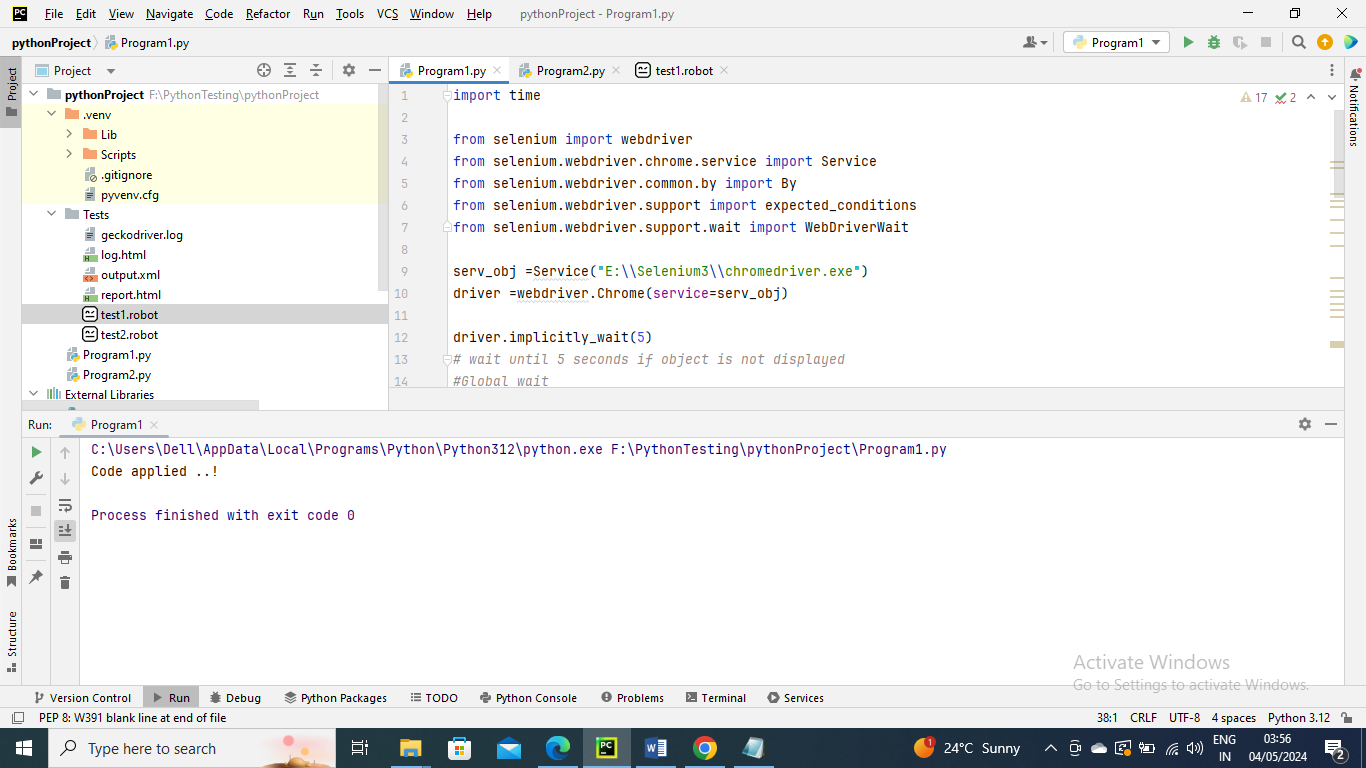 PC File Edit View Navigate Code Refactor Run Tools VCS Window Help pythonProject - Program1.py
pythonProject Program1.py Program1
Project Project Program1.py Program2.py test1.robot Notifications
pythonProject F:\PythonTesting\pythonProject
.venv
Lib
Scripts
.gitignore
pyvenv.cfg
Tests
geckodriver.log
log.html
output.xml
report.html
test1.robot
test2.robot
Program1.py
Program2.py
External Libraries
17 2
1 import time
2
3 from selenium import webdriver
4 from selenium.webdriver.chrome.service import Service
5 from selenium.webdriver.common.by import By
6 from selenium.webdriver.support import expected_conditions
7 from selenium.webdriver.support.wait import WebDriverWait
8
9 serv_obj =Service("E:\\Selenium3\\chromedriver.exe")
10 driver =webdriver.Chrome(service=serv_obj)
11
12 driver.implicitly_wait(5)
13 # wait until 5 seconds if object is not displayed
14 #Global wait
Run: Program1
C:\Users\Dell\AppData\Local\Programs\Python\Python312\python.exe F:\PythonTesting\pythonProject\Program1.py
Code applied ..!
Process finished with exit code 0
Bookmarks
Structure
Activate Windows
Go to Settings to activate Windows.
Version Control Run Debug Python Packages TODO Python Console Problems Terminal Services
PEP 8: W391 blank line at end of file 38:1 CRLF UTF-8 4 spaces Python 3.12
Type here to search PC W 1 24°C Sunny ENG 03:56
IN 04/05/2024 2